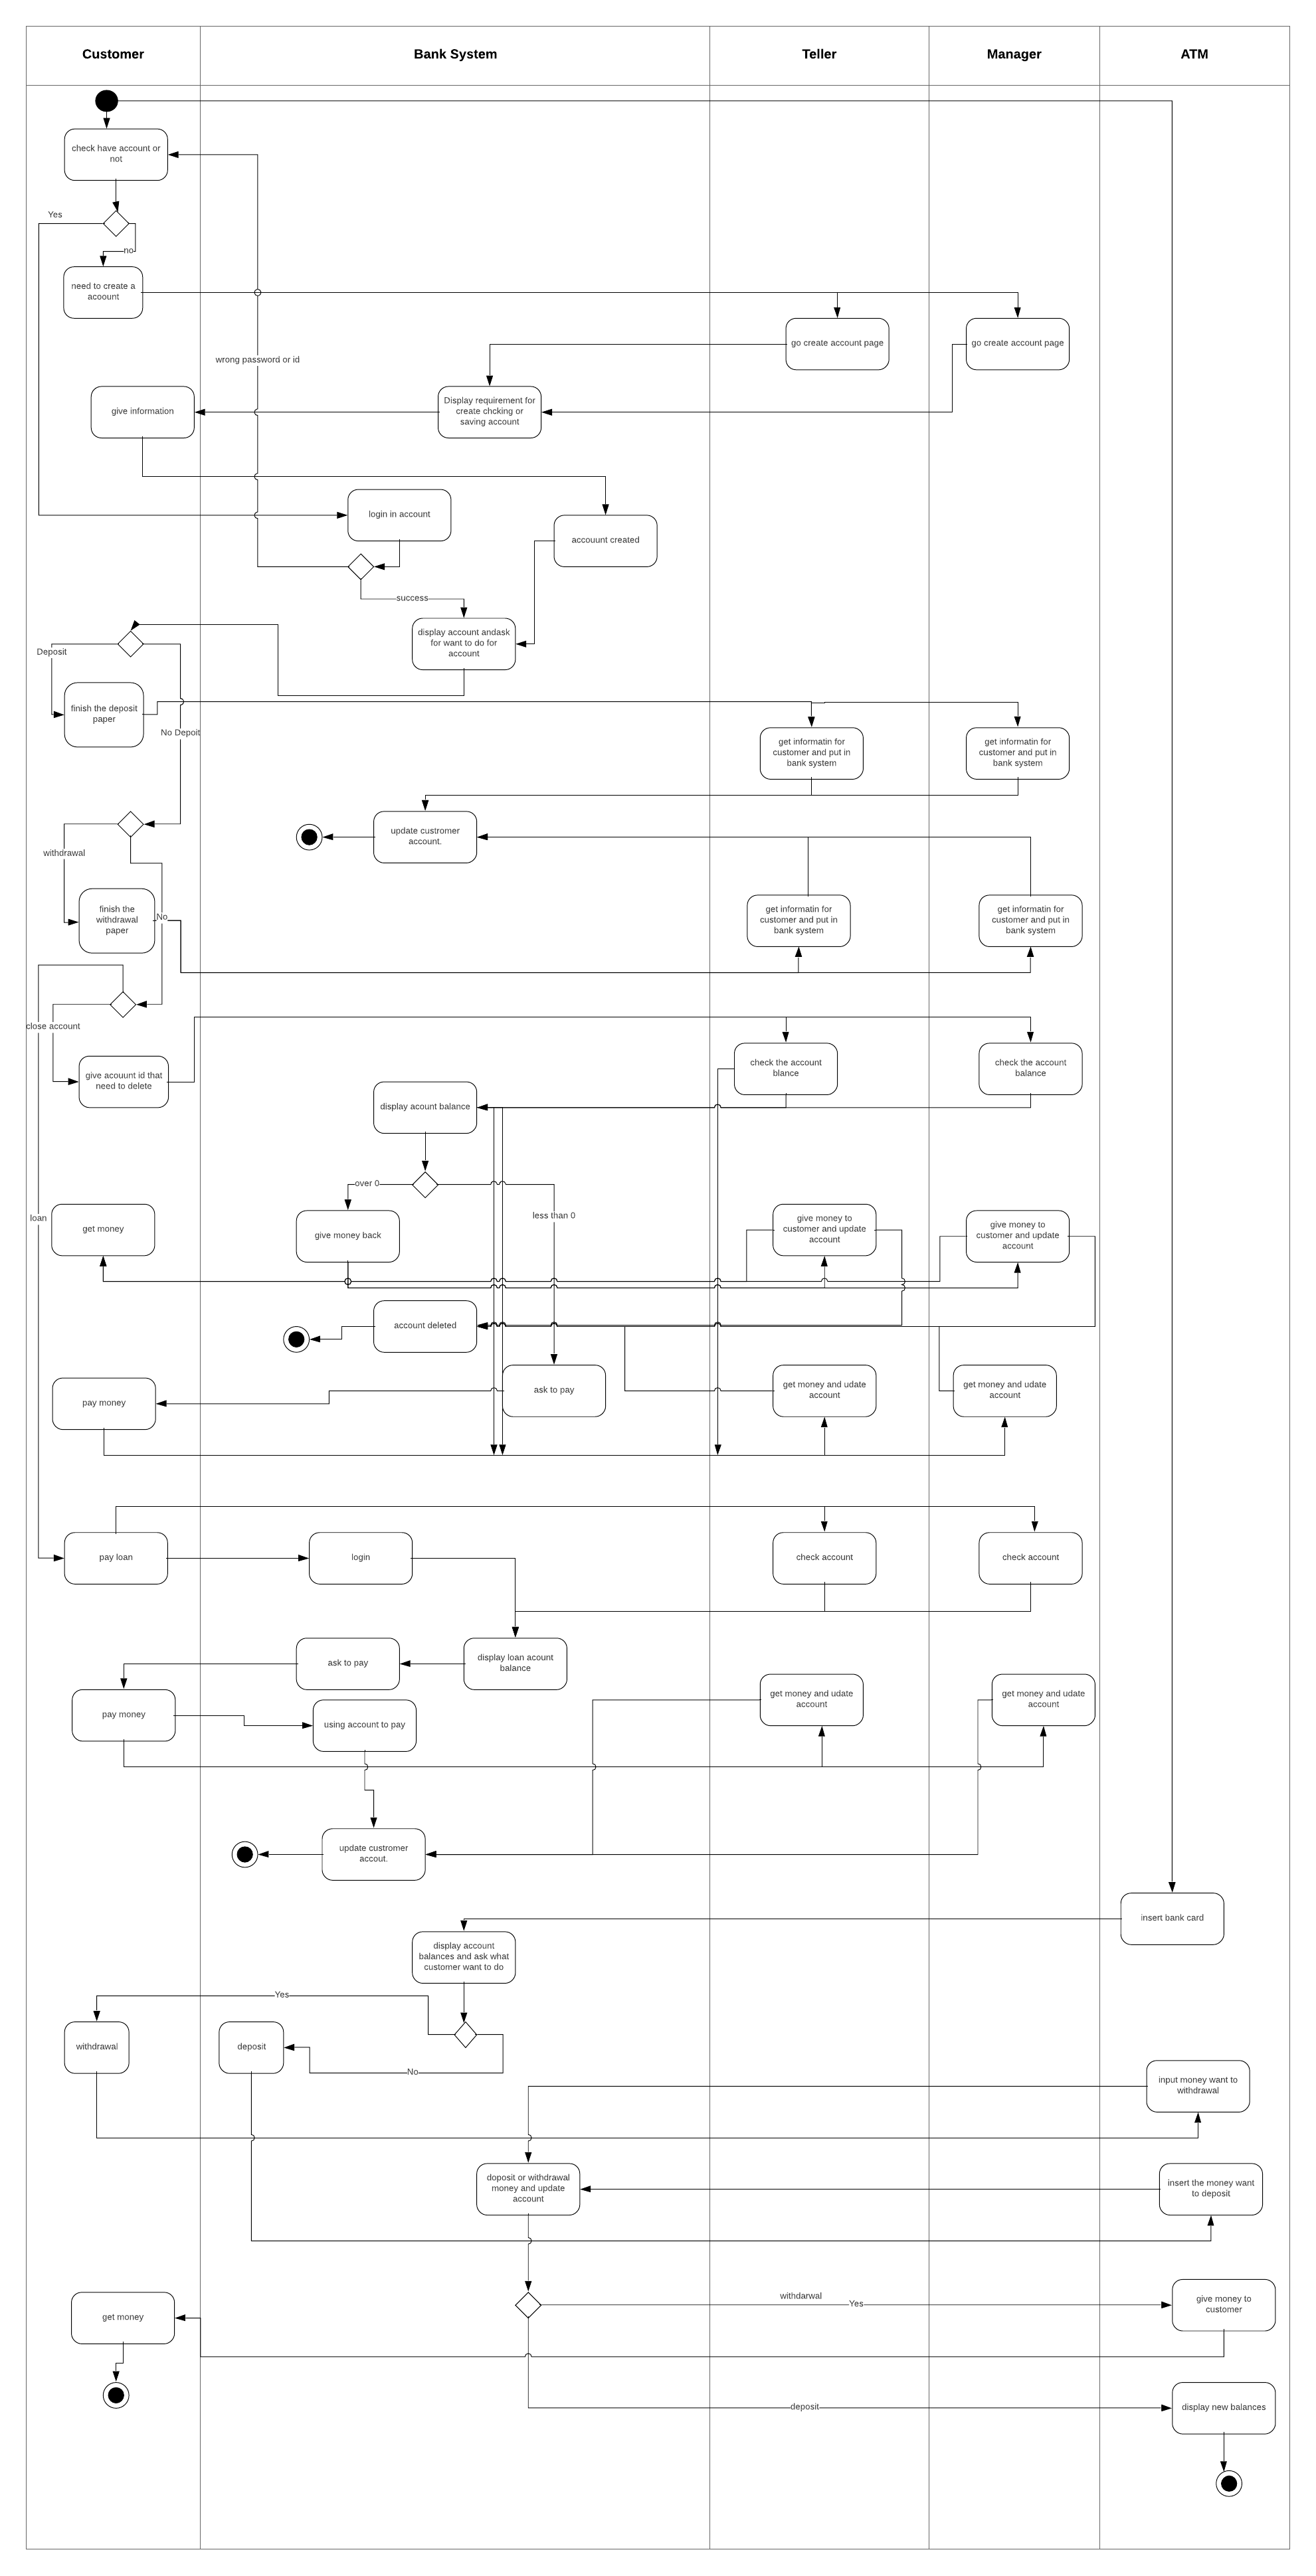 Customer
Bank System
Teller
Manager
ATM
check have account or
not
Yes
no
need to create a
acoount
go create account page
go create account page
wrong password or id
give information
Display requirement for
create chcking or
saving account
login in account
accouunt created
success
display account andask
for want to do for
account
Deposit
finish the deposit
paper
No Depoit
get informatin for
customer and put in
bank system
get informatin for
customer and put in
bank system
update custromer
account.
withdrawal
finish the
withdrawal
paper
No
get informatin for
customer and put in
bank system
get informatin for
customer and put in
bank system
close account
give acouunt id that
need to delete
check the account
blance
check the account
balance
display acount balance
over 0
less than 0
loan
get money
give money back
give money to
customer and update
account
give money to
customer and update
account
account deleted
pay money
ask to pay
get money and udate
account
get money and udate
account
pay loan
login
check account
check account
ask to pay
display loan acount
balance
pay money
using account to pay
get money and udate
account
get money and udate
account
update custromer
accout.
insert bank card
display account
balances and ask what
customer want to do
Yes
withdrawal
deposit
No
input money want to
withdrawal
doposit or withdrawal
money and update
account
insert the money want
to deposit
withdarwal
Yes
give money to
customer
get money
deposit
display new balances